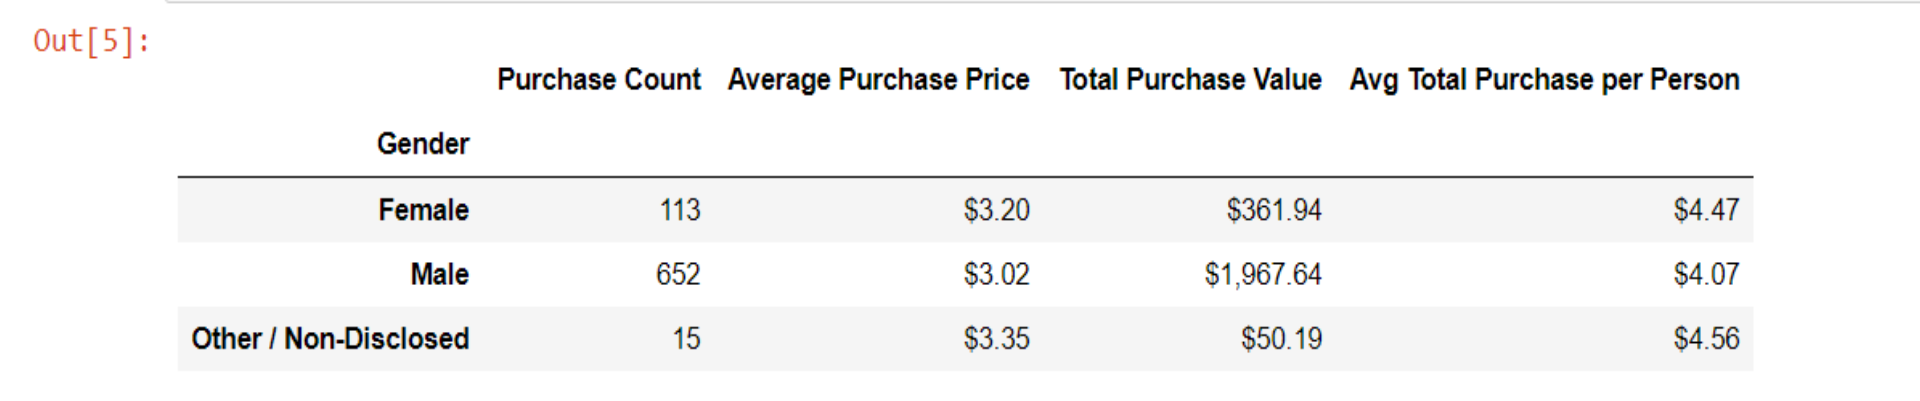 Out[5]:
Purchase Count Average Purchase Price Total Purchase Value Avg Total Purchase per Person
Gender
Female 113 $3.20 $361.94 $4.47
Male 652 $3.02 $1,967.64 $4.07
Other / Non-Disclosed 15 $3.35 $50.19 $4.56